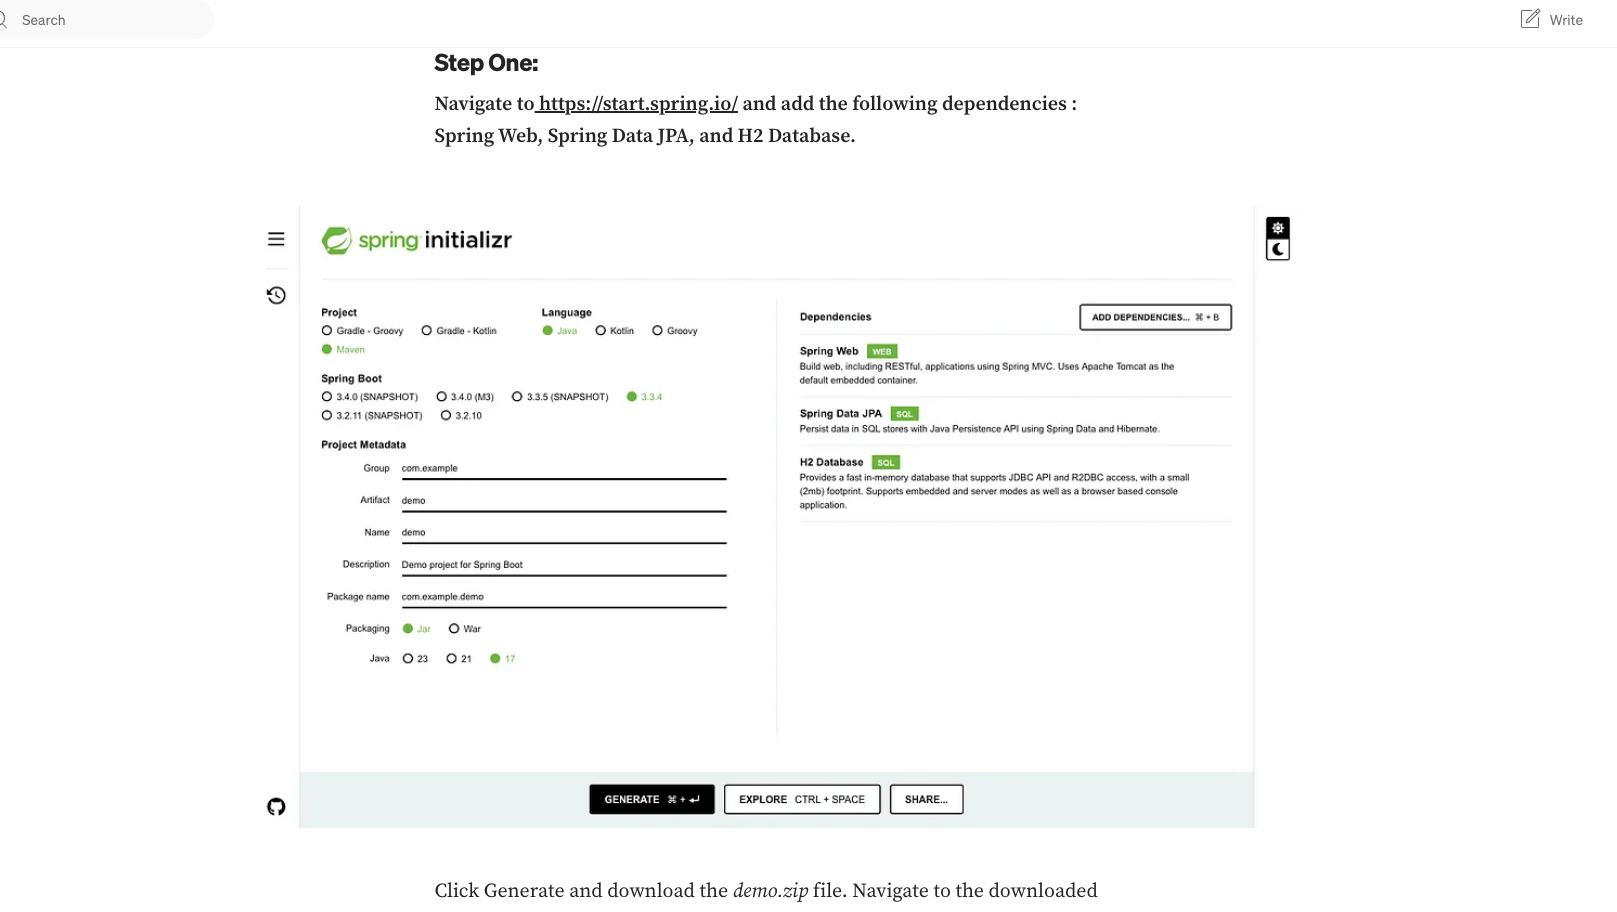 Search
Write
Step One:
Navigate to https://start.spring.io/ and add the following dependencies :
Spring Web, Spring Data JPA, and H2 Database.
spring initializr
Project
Gradle - Groovy Gradle - Kotlin
Maven
Language
Java Kotlin Groovy
Spring Boot
3.4.0 (SNAPSHOT) 3.4.0 (M3) 3.3.5 (SNAPSHOT) 3.3.4
3.2.11 (SNAPSHOT) 3.2.10
Project Metadata
Group com.example
Artifact demo
Name demo
Description Demo project for Spring Boot
Package name com.example.demo
Packaging Jar War
Java 23 21 17
Dependencies
ADD DEPENDENCIES... ⌘ + B
Spring Web WEB
Build web, including RESTful, applications using Spring MVC. Uses Apache Tomcat as the
default embedded container.
Spring Data JPA SQL
Persist data in SQL stores with Java Persistence API using Spring Data and Hibernate.
H2 Database SQL
Provides a fast in-memory database that supports JDBC API and R2DBC access, with a small
(2mb) footprint. Supports embedded and server modes as well as a browser based console
application.
GENERATE ⌘ + ↵
EXPLORE CTRL + SPACE
SHARE...
Click Generate and download the demo.zip file. Navigate to the downloaded